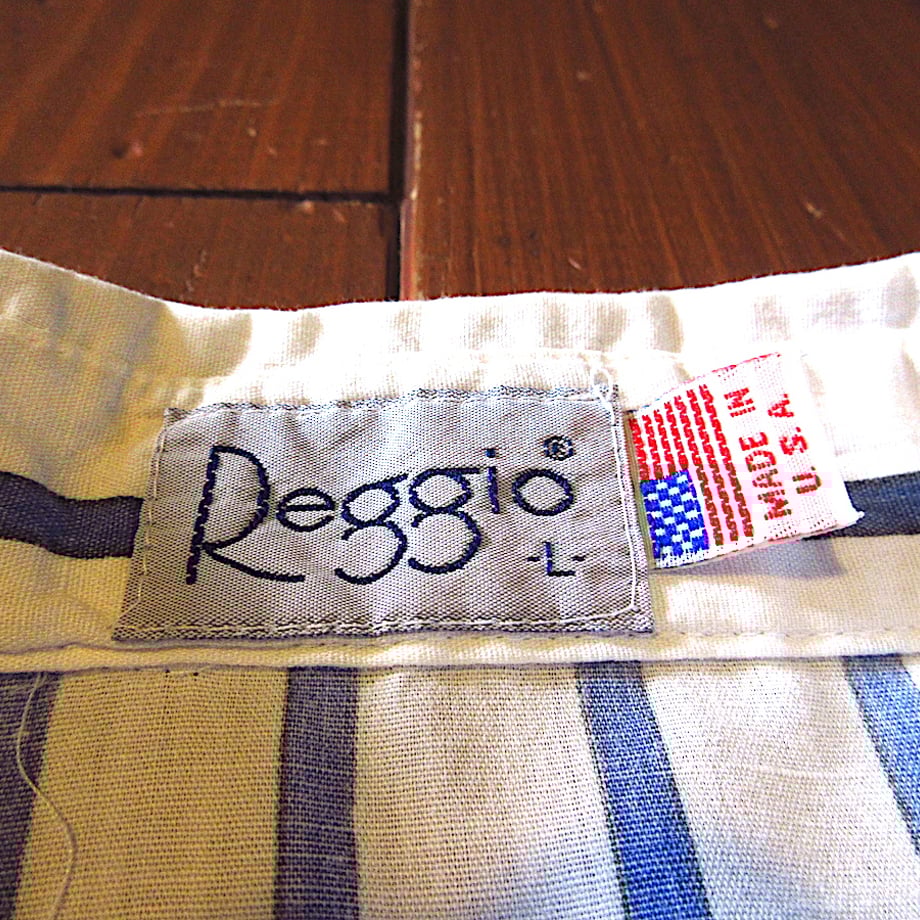 Reggio®
-L-
MADE IN
U.S.A.